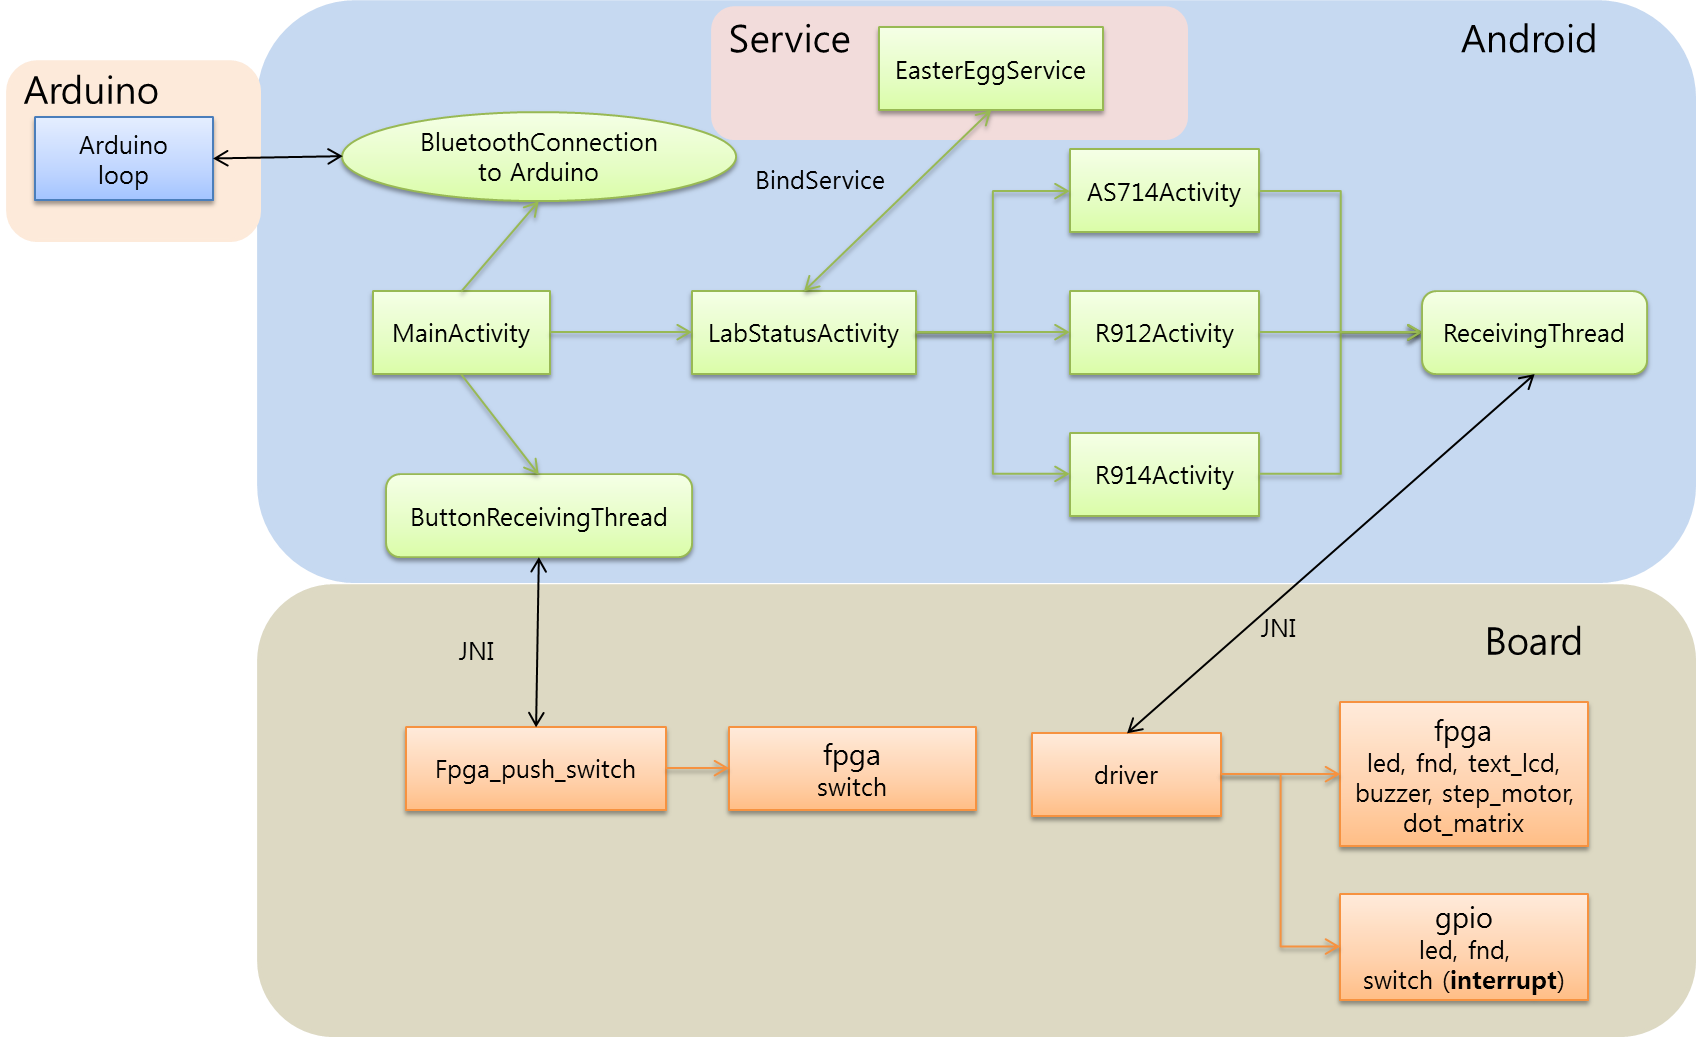 Service
EasterEggService
Android
Arduino
Arduino
loop
BluetoothConnection
to Arduino
BindService
AS714Activity
MainActivity
LabStatusActivity
R912Activity
ReceivingThread
R914Activity
ButtonReceivingThread
JNI
JNI
Board
Fpga_push_switch
fpga
switch
driver
fpga
led, fnd, text_lcd,
buzzer, step_motor,
dot_matrix
gpio
led, fnd,
switch (interrupt)